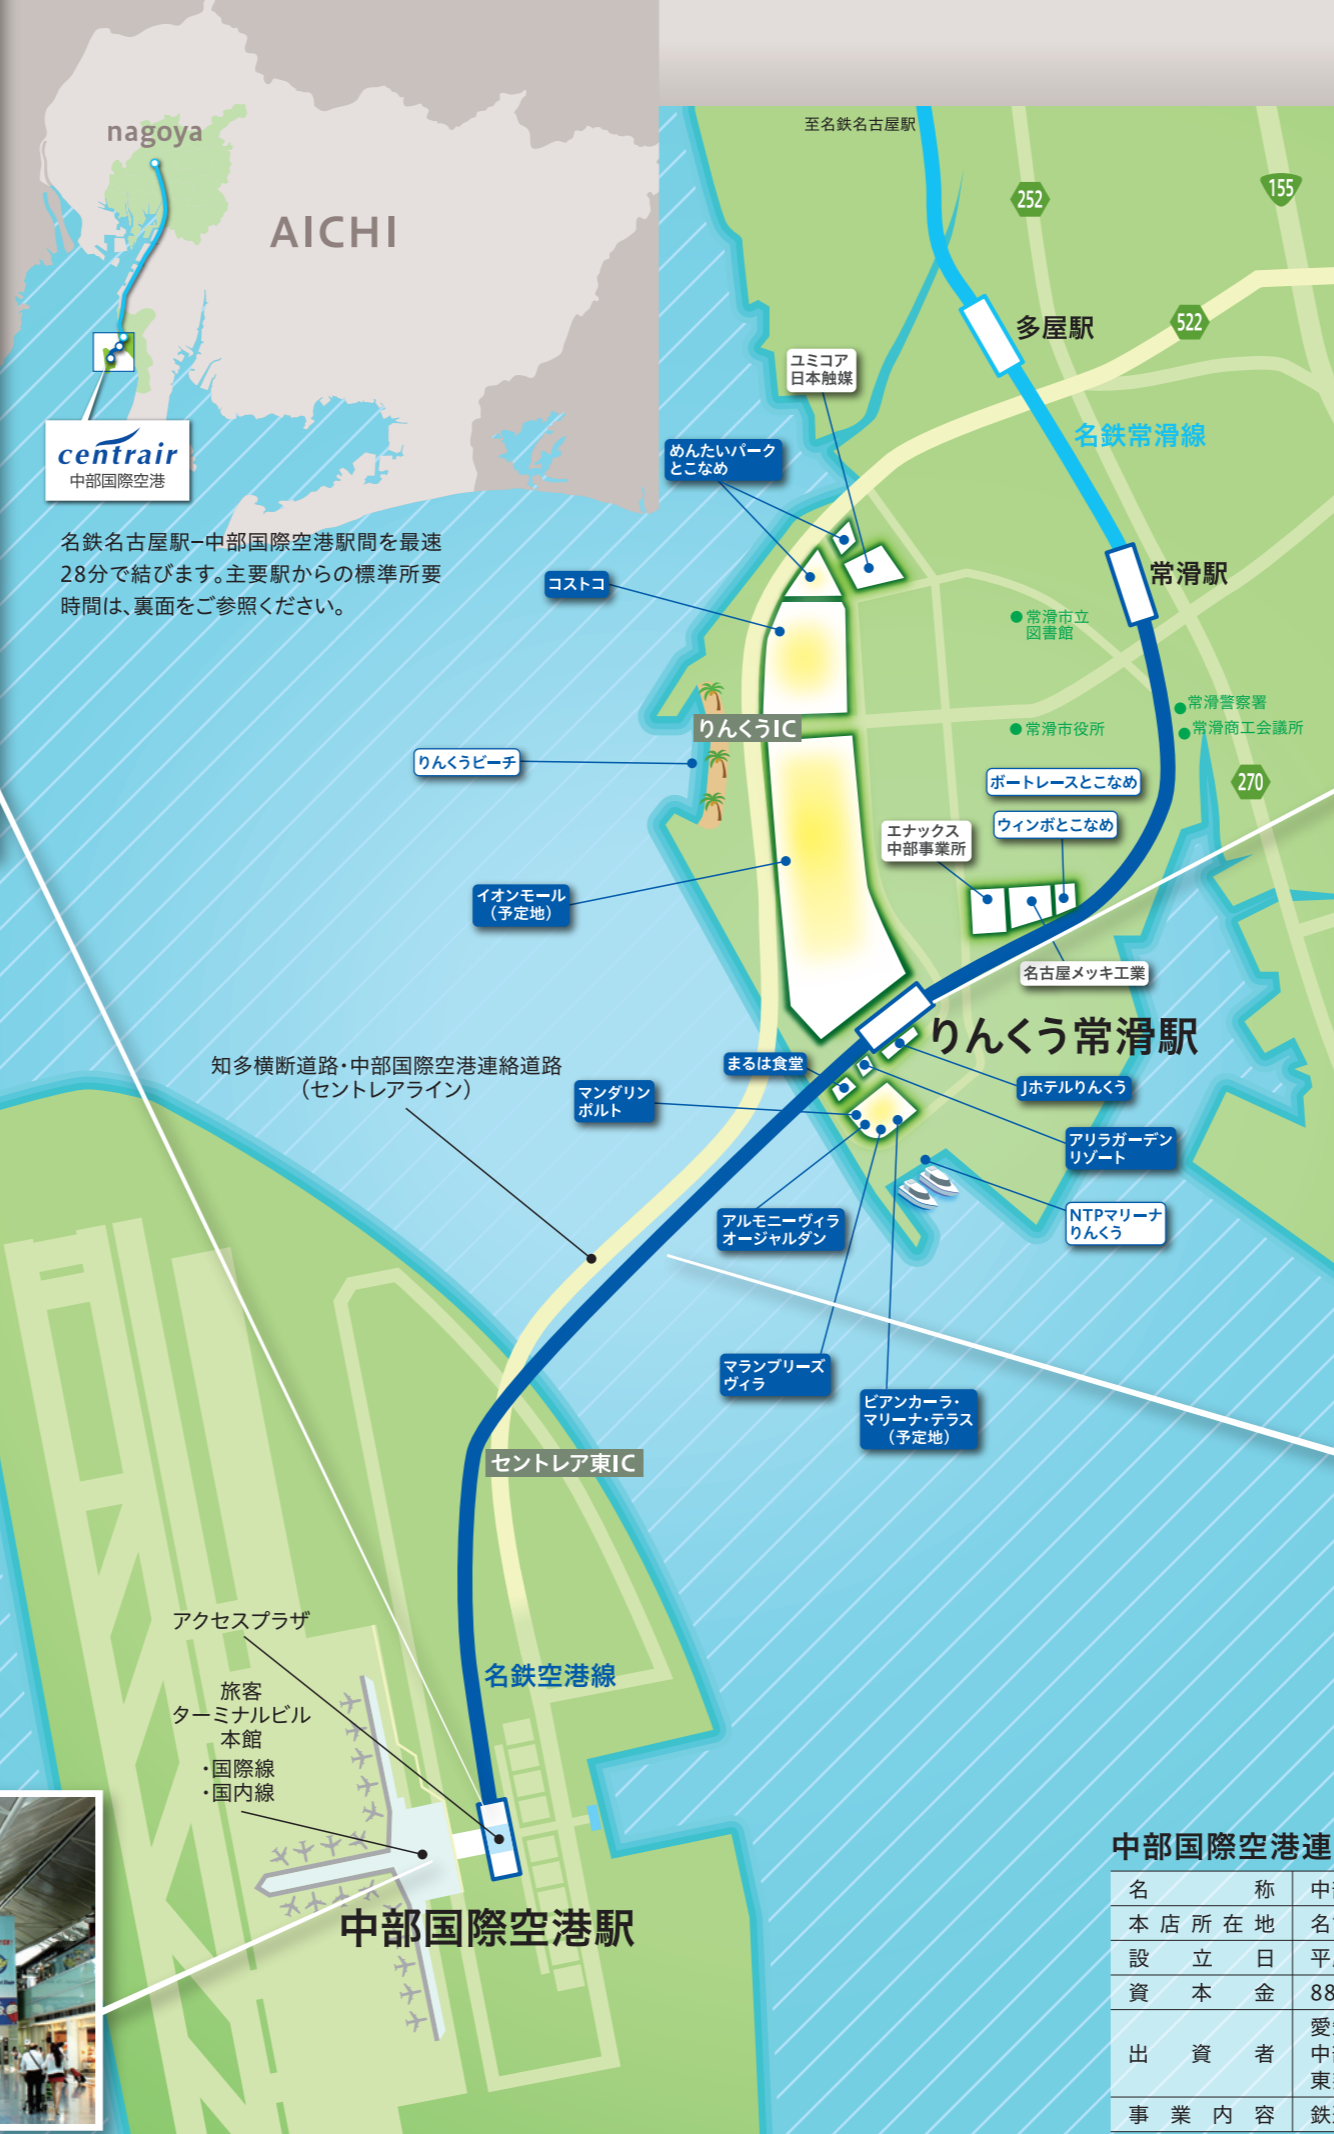 nagoya
AICHI
centrair
中部国際空港
名鉄名古屋駅−中部国際空港駅間を最速
28分で結びます。主要駅からの標準所要
時間は、裏面をご参照ください。
至名鉄名古屋駅
252
155
522
多屋駅
ユミコア
日本触媒
名鉄常滑線
めんたいパーク
とこなめ
常滑駅
コストコ
常滑市立
図書館
常滑警察署
常滑商工会議所
常滑市役所
りんくうIC
りんくうビーチ
270
ボートレースとこなめ
ウィンボとこなめ
エナックス
中部事業所
イオンモール
（予定地）
名古屋メッキ工業
りんくう常滑駅
知多横断道路・中部国際空港連絡道路
（セントレアライン）
まるは食堂
マンダリン
ポルト
Jホテルりんくう
アリラガーデン
リゾート
アルモニーヴィラ
オージャルダン
NTPマリーナ
りんくう
マランブリーズ
ヴィラ
ビアンカーラ・
マリーナ・テラス
（予定地）
セントレア東IC
アクセスプラザ
名鉄空港線
旅客
ターミナルビル
本館
・国際線
・国内線
中部国際空港駅
中部国際空港連
名　　称
本店所在地　名
設　立　日　平
資　本　金　88
出　資　者
中
東
事業内容　鉄